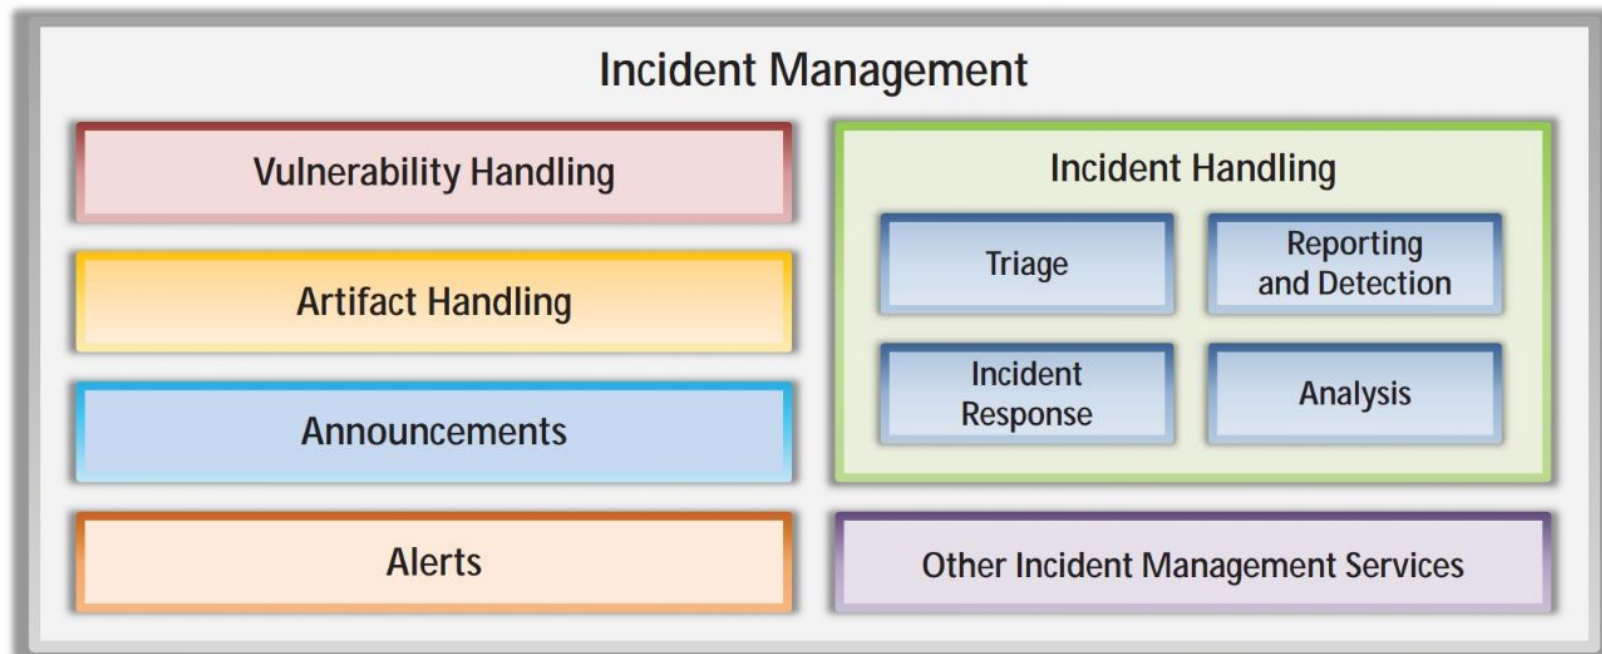 Incident Management
Vulnerability Handling
Artifact Handling
Announcements
Alerts
Incident Handling
Triage
Reporting
and Detection
Incident
Response
Analysis
Other Incident Management Services